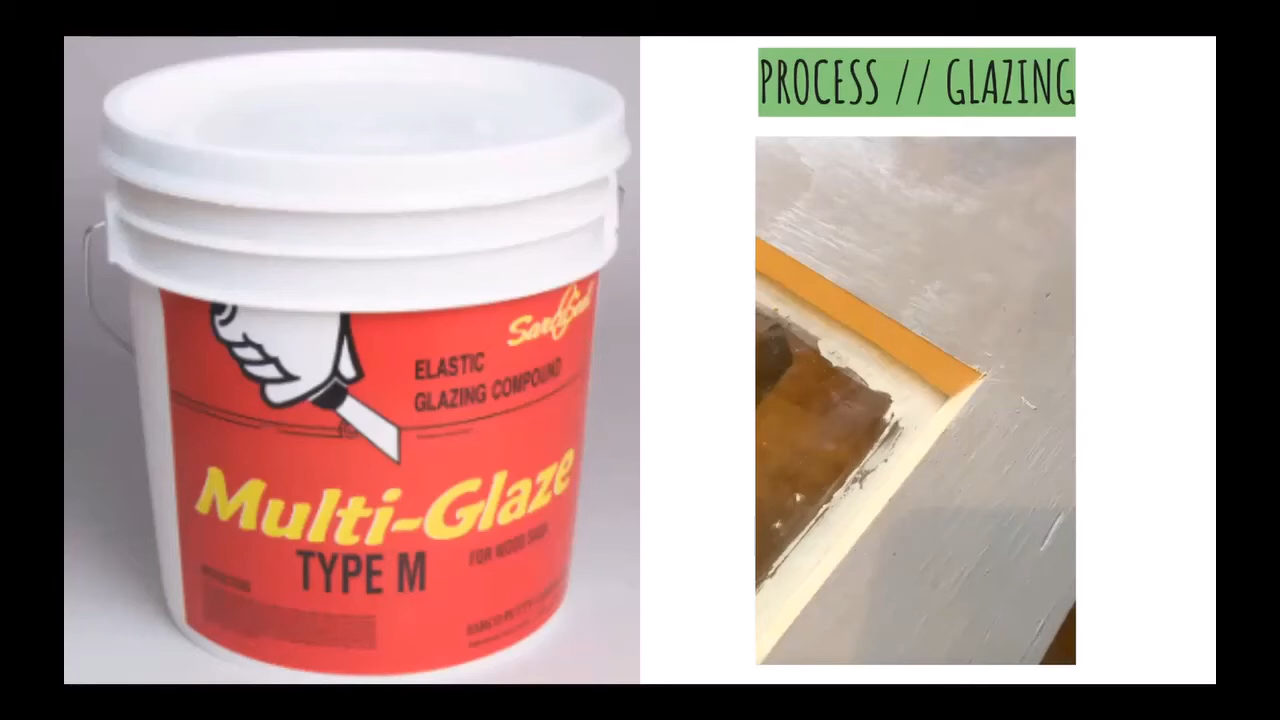 PROCESS // GLAZING
ELASTIC
GLAZING COMPOUND
Multi-Glaze
TYPE M
FOR WOOD SASH